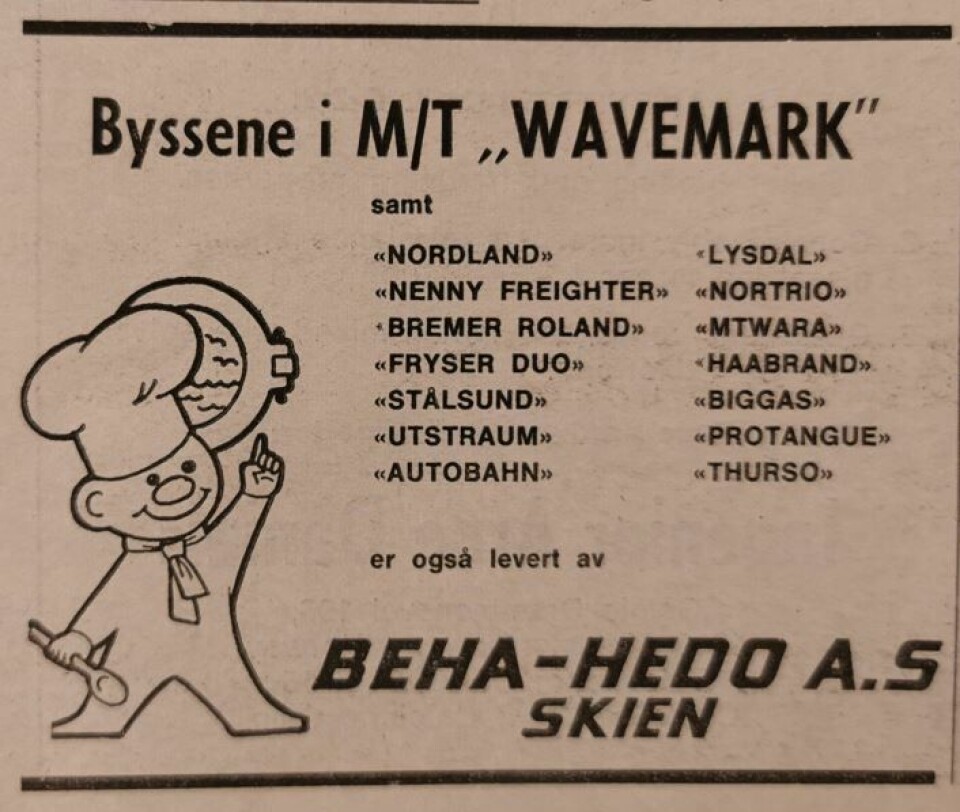 Byssene i M/T „WAVEMARK"
samt
«NORDLAND» «LYSDAL»
«NENNY FREIGHTER» «NORTRIO»
«BREMER ROLAND» «MTWARA»
«FRYSER DUO» «HAABRAND»
«STÅLSUND» «BIGGAS»
«UTSTRAUM» «PROTANGUE»
«AUTOBAHN» «THURSO»
er også levert av
BEHA-HEDO A.S
SKIEN